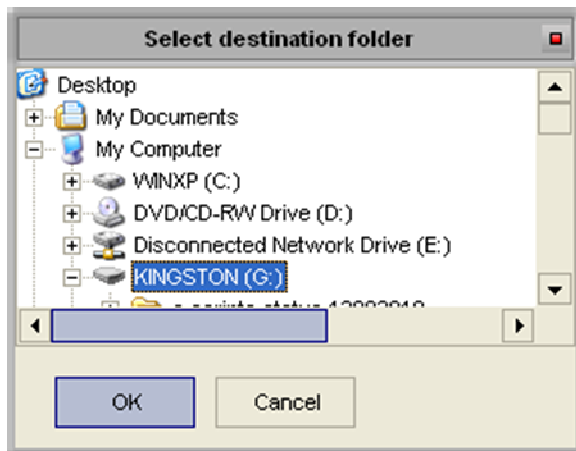 Select destination folder
Desktop
My Documents
My Computer
WINXP (C:)
DVD/CD-RW Drive (D:)
Disconnected Network Drive (E:)
KINGSTON (G:)
OK
Cancel